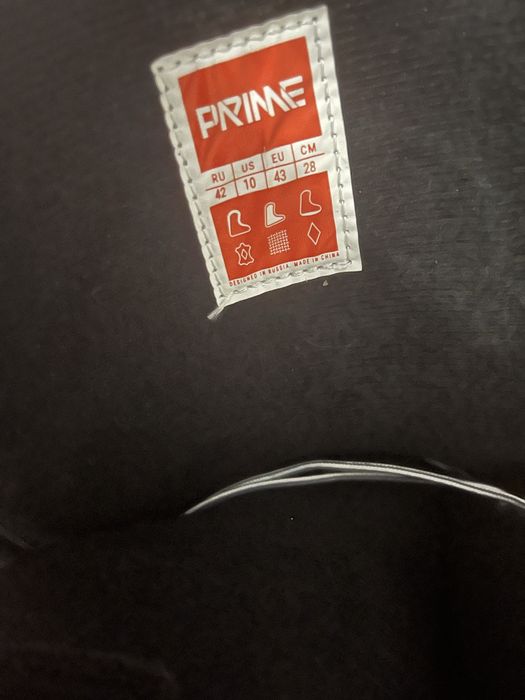 PRIME
RU US EU CM
42 10 43 28
DESIGNED IN RUSSIA. MADE IN CHINA